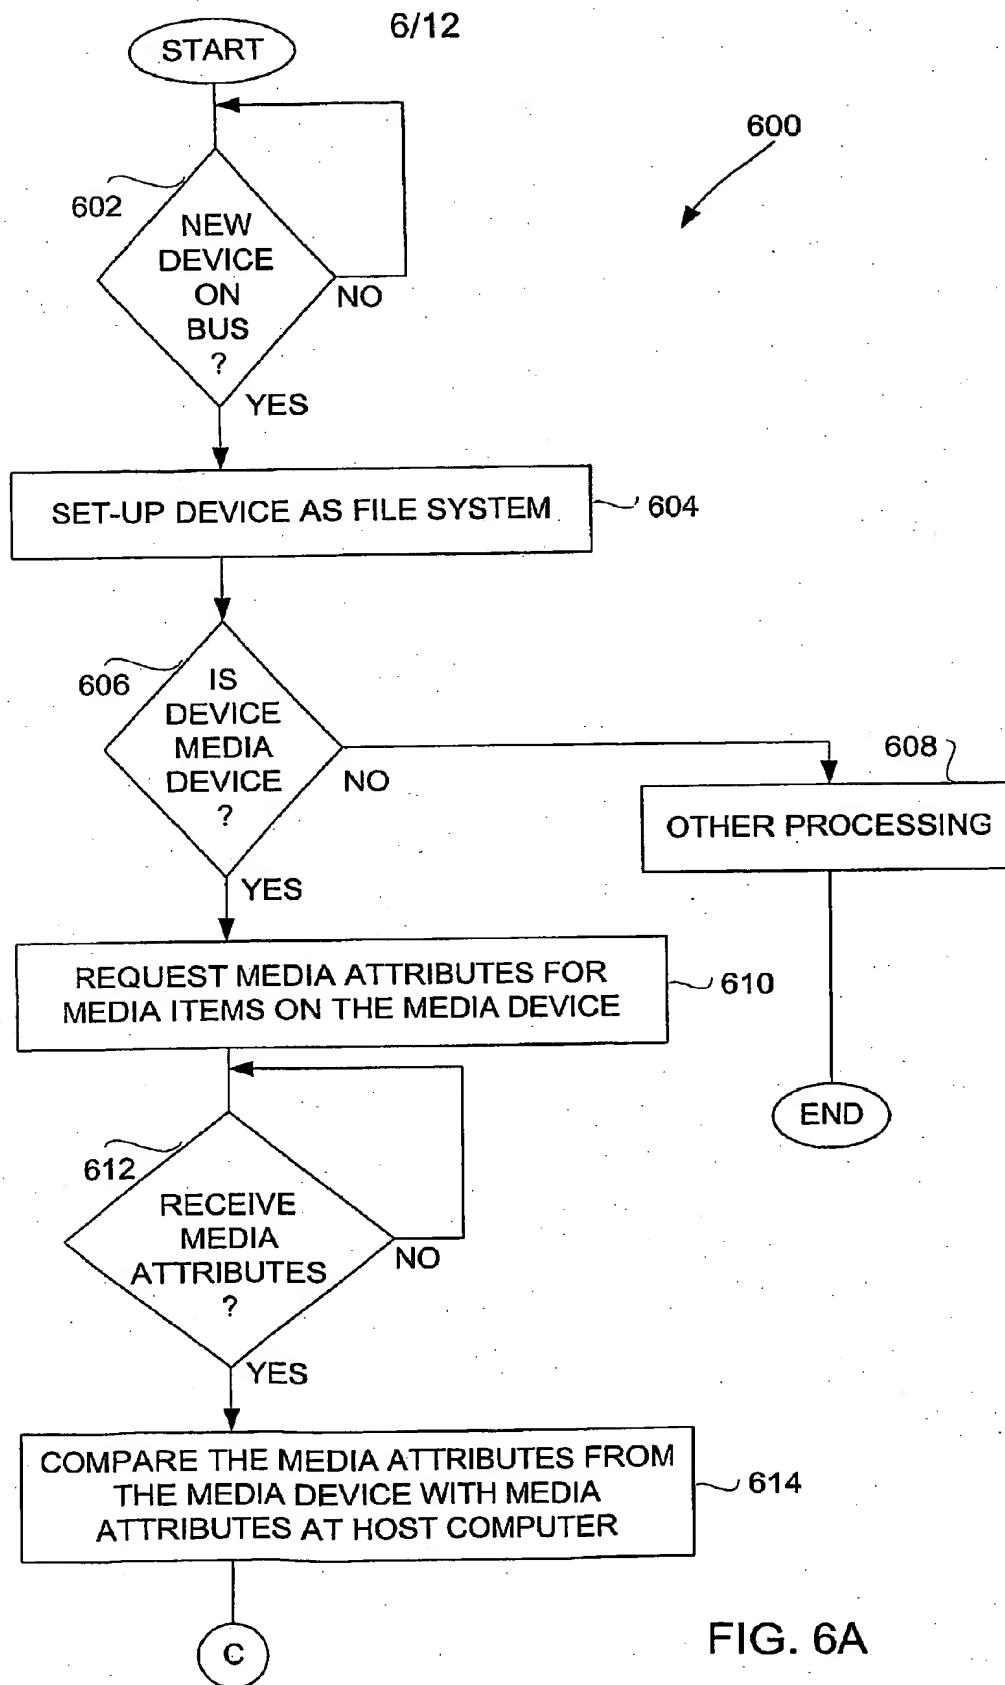 6/12
START
600
602
NEW
DEVICE
ON
BUS
?
NO
YES
SET-UP DEVICE AS FILE SYSTEM
604
606
IS
DEVICE
MEDIA
DEVICE
?
NO
608
OTHER PROCESSING
YES
REQUEST MEDIA ATTRIBUTES FOR
MEDIA ITEMS ON THE MEDIA DEVICE
610
END
612
RECEIVE
MEDIA
ATTRIBUTES
?
NO
YES
COMPARE THE MEDIA ATTRIBUTES FROM
THE MEDIA DEVICE WITH MEDIA
ATTRIBUTES AT HOST COMPUTER
614
C
FIG. 6A